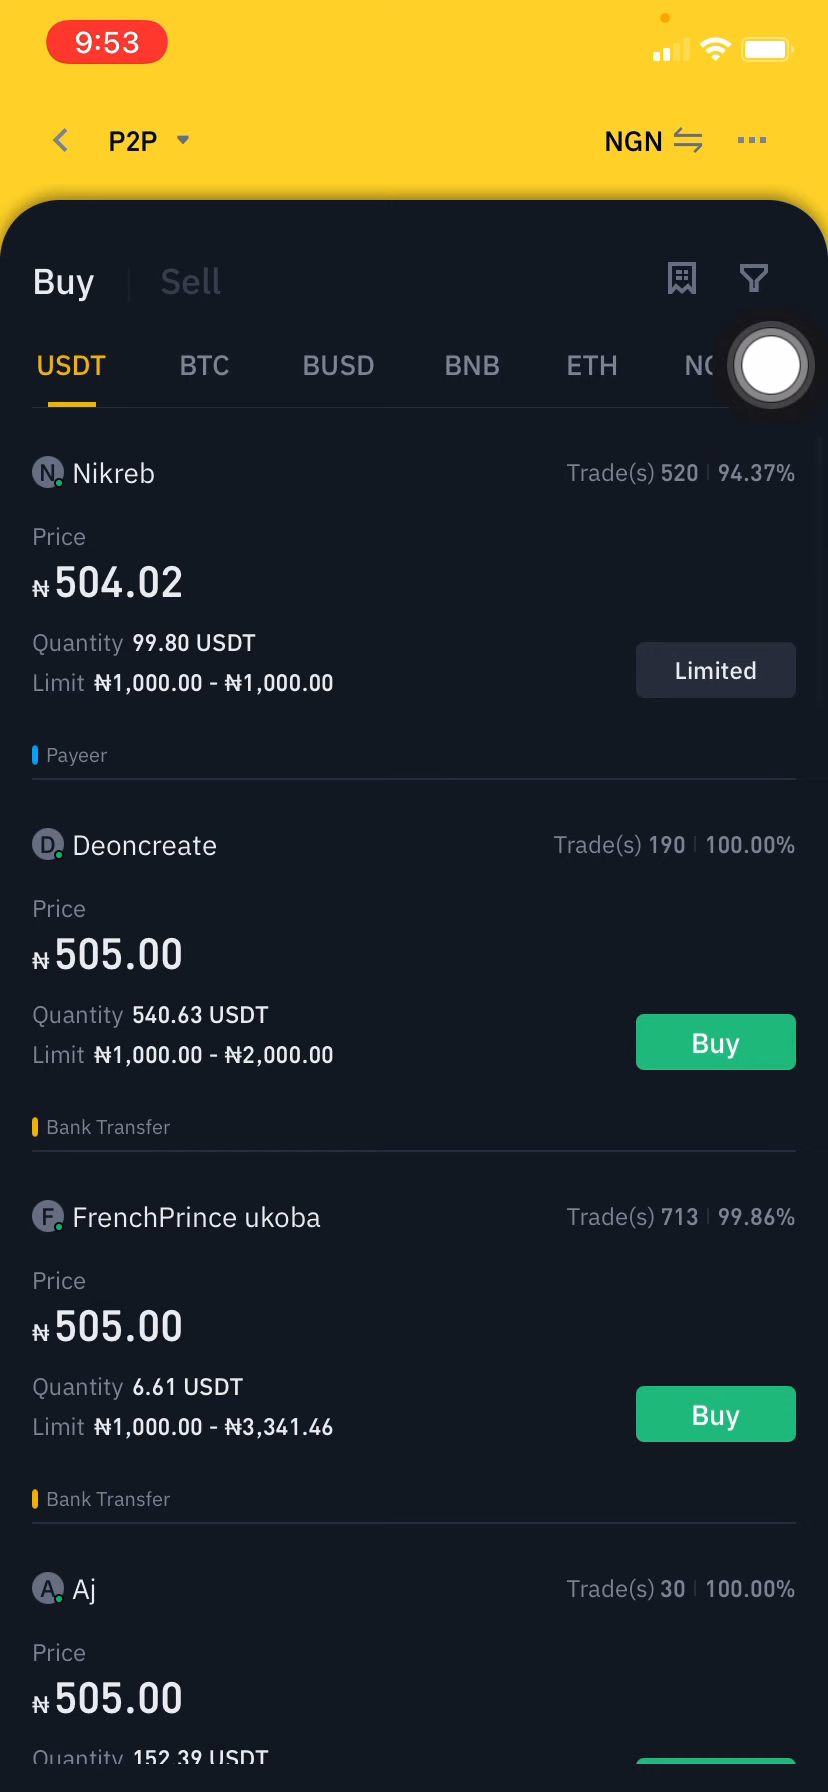 9:53
P2P NGN
Buy Sell
USDT BTC BUSD BNB ETH
N Nikreb Trade(s) 520 94.37%
Price
₦504.02
Quantity 99.80 USDT
Limit ₦1,000.00 - ₦1,000.00
Limited
Payeer
D Deoncreate Trade(s) 190 100.00%
Price
₦505.00
Quantity 540.63 USDT
Limit ₦1,000.00 - ₦2,000.00
Buy
Bank Transfer
F FrenchPrince ukoba Trade(s) 713 99.86%
Price
₦505.00
Quantity 6.61 USDT
Limit ₦1,000.00 - ₦3,341.46
Buy
Bank Transfer
A Aj Trade(s) 30 100.00%
Price
₦505.00
Quantity 152.39 USDT